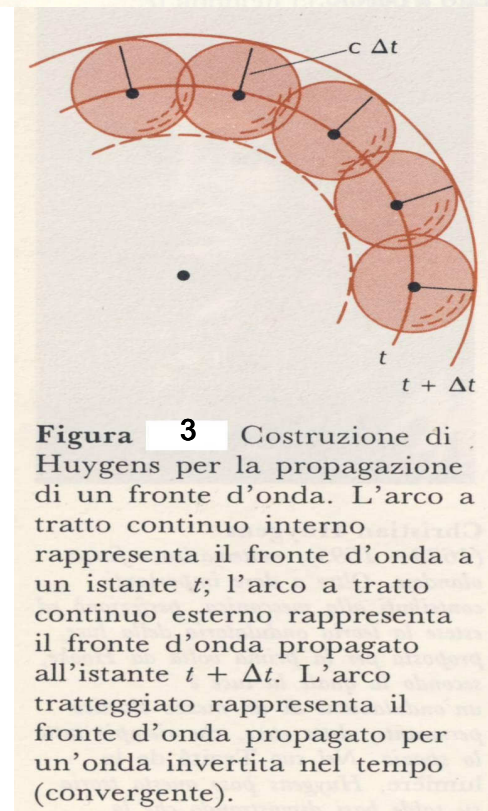 c Δt
t
t + Δt
Figura 3 Costruzione di
Huygens per la propagazione
di un fronte d'onda. L'arco a
tratto continuo interno
rappresenta il fronte d'onda a
un istante t; l'arco a tratto
continuo esterno rappresenta
il fronte d'onda propagato
all'istante t + Δt. L'arco
tratteggiato rappresenta il
fronte d'onda propagato per
un'onda invertita nel tempo
(convergente).